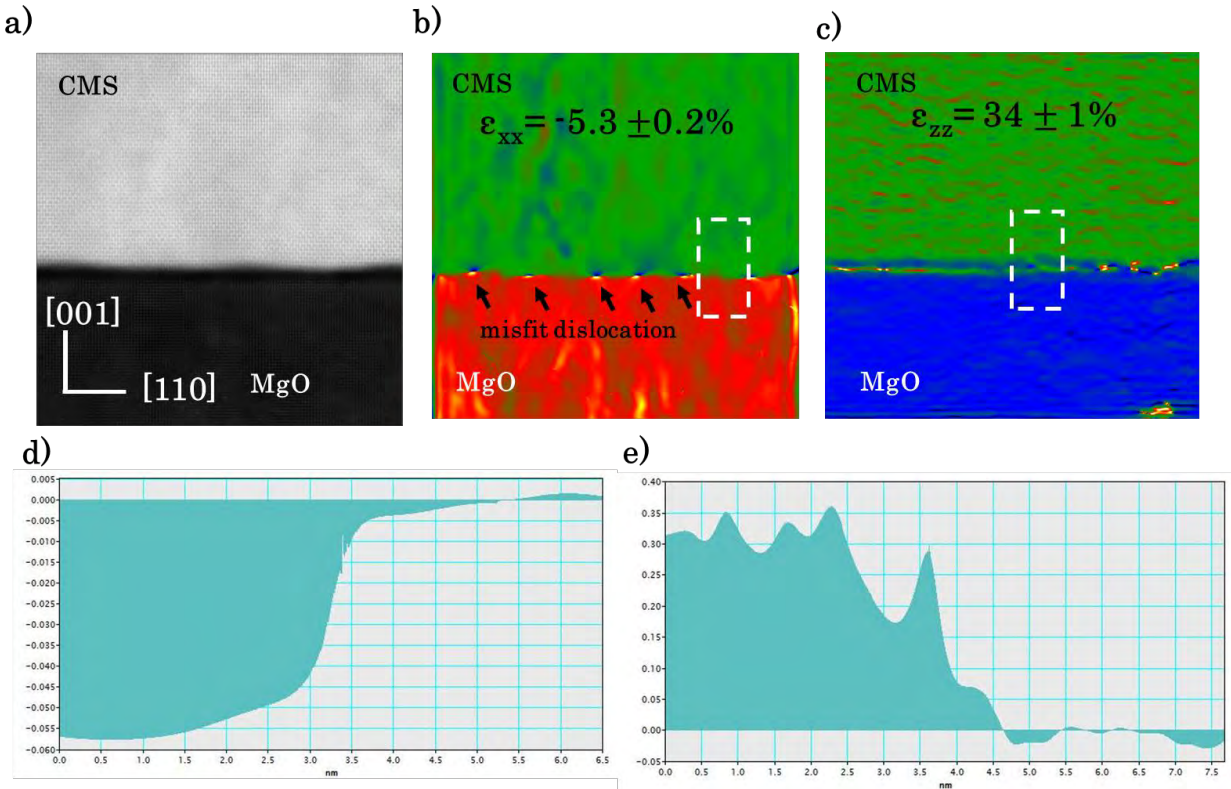 a)
b)
c)
CMS
[001]
[110]
MgO
CMS
εxx= -5.3 ±0.2%
misfit dislocation
MgO
CMS
εzz= 34 ± 1%
MgO
d)
0.005
0.000
-0.005
-0.010
-0.015
-0.020
-0.025
-0.030
-0.035
-0.040
-0.045
-0.050
-0.055
-0.060
0.0 0.5 1.0 1.5 2.0 2.5 3.0 3.5 4.0 4.5 5.0 5.5 6.0 6.5
nm
e)
0.40
0.35
0.30
0.25
0.20
0.15
0.10
0.05
0.00
-0.05
0.0 0.5 1.0 1.5 2.0 2.5 3.0 3.5 4.0 4.5 5.0 5.5 6.0 6.5 7.0 7.5
nm